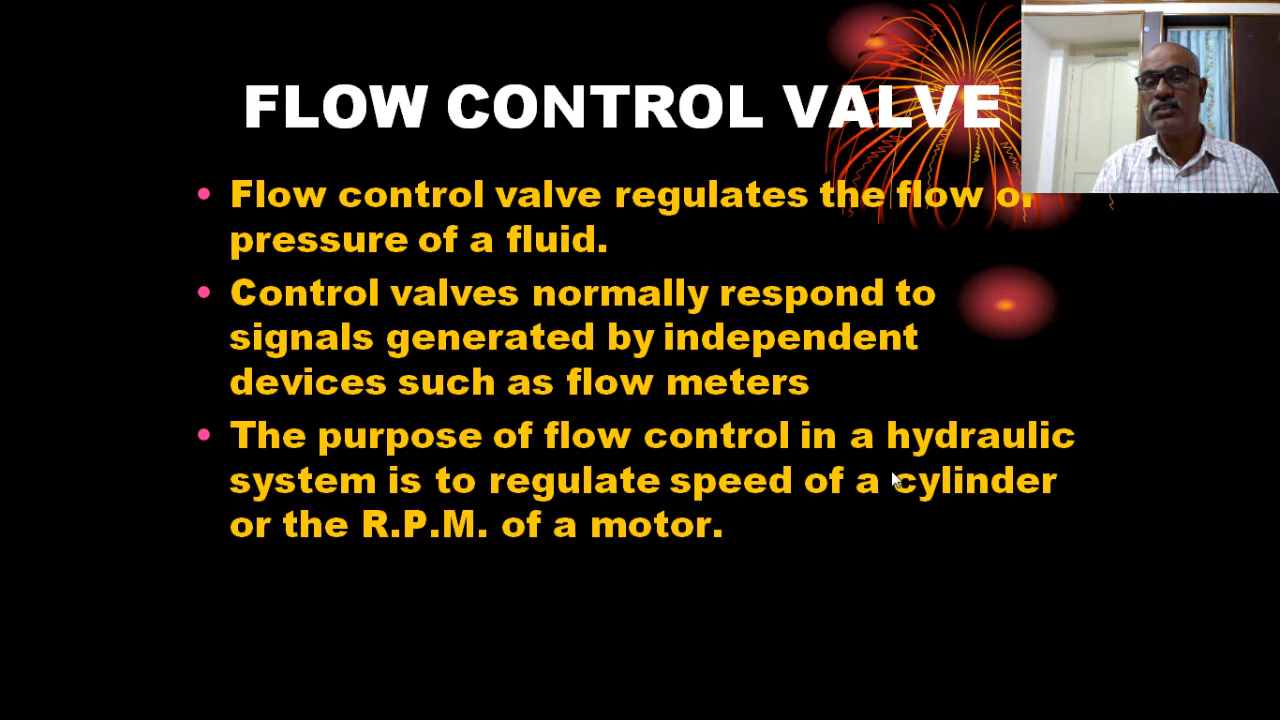 FLOW CONTROL VALVE
• Flow control valve regulates the flow or
pressure of a fluid.
• Control valves normally respond to
signals generated by independent
devices such as flow meters
• The purpose of flow control in a hydraulic
system is to regulate speed of a cylinder
or the R.P.M. of a motor.